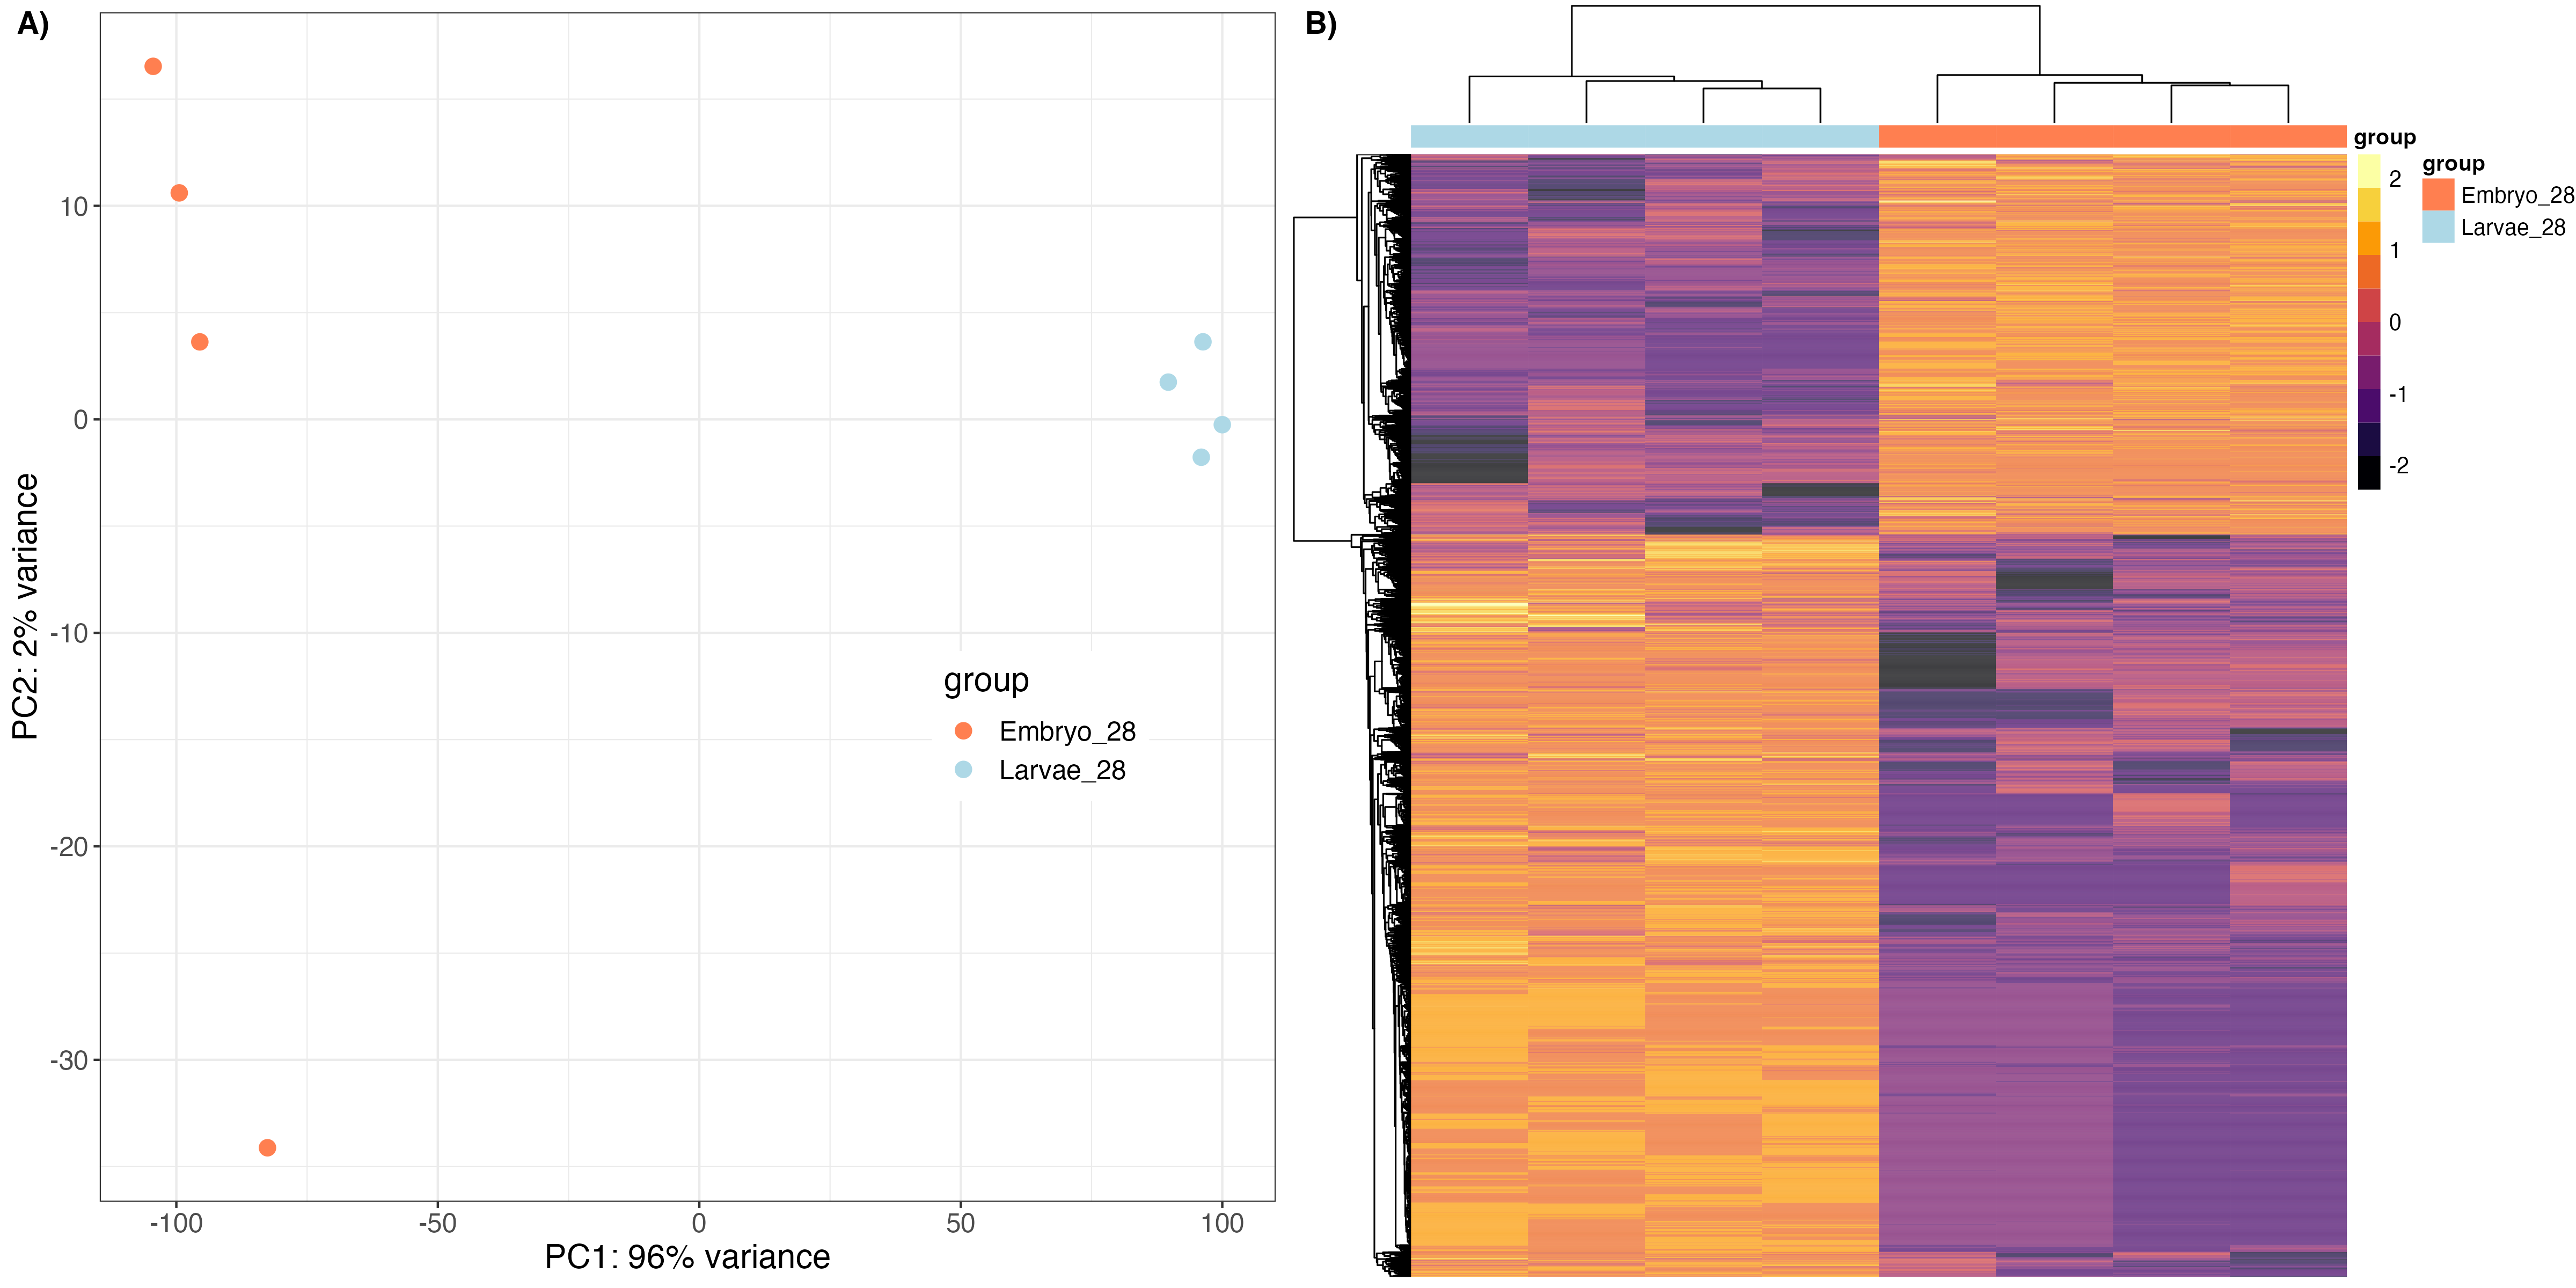 A)
PC2: 2% variance
10
0
-10
-20
-30
-100
-50
0
50
100
PC1: 96% variance
group
Embryo_28
Larvae_28
B)
group
2
1
0
-1
-2
group
Embryo_28
Larvae_28